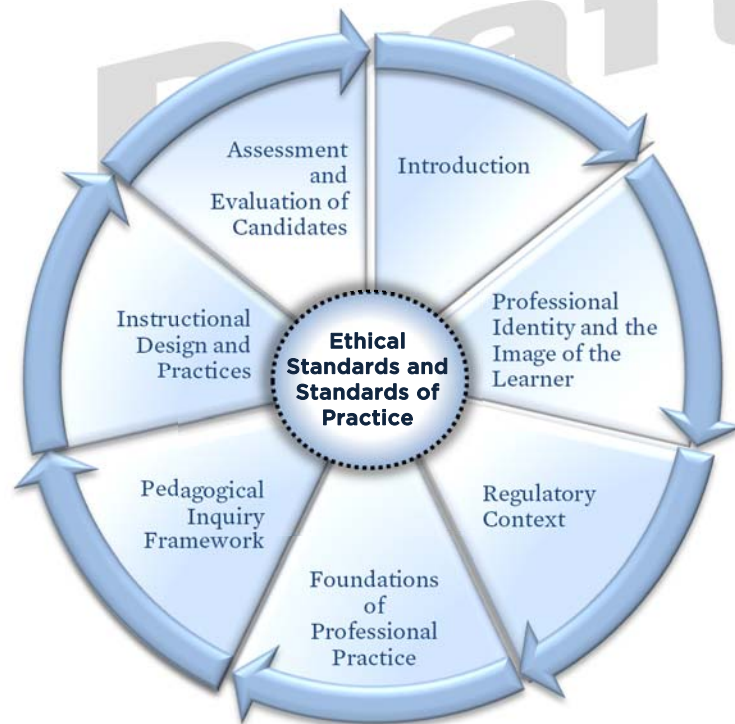 Draft
Introduction
Professional
Identity and the
Image of the
Learner
Regulatory
Context
Foundations
of
Professional
Practice
Pedagogical
Inquiry
Framework
Instructional
Design and
Practices
Assessment
and
Evaluation of
Candidates
Ethical
Standards and
Standards of
Practice